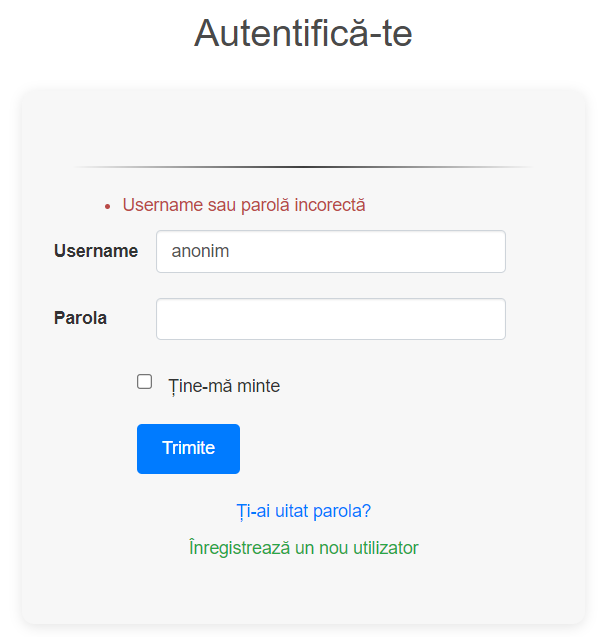 Autentifică-te
Username sau parolă incorectă
Username anonim
Parola
Ține-mă minte
Trimite
Ți-ai uitat parola?
Înregistrează un nou utilizator